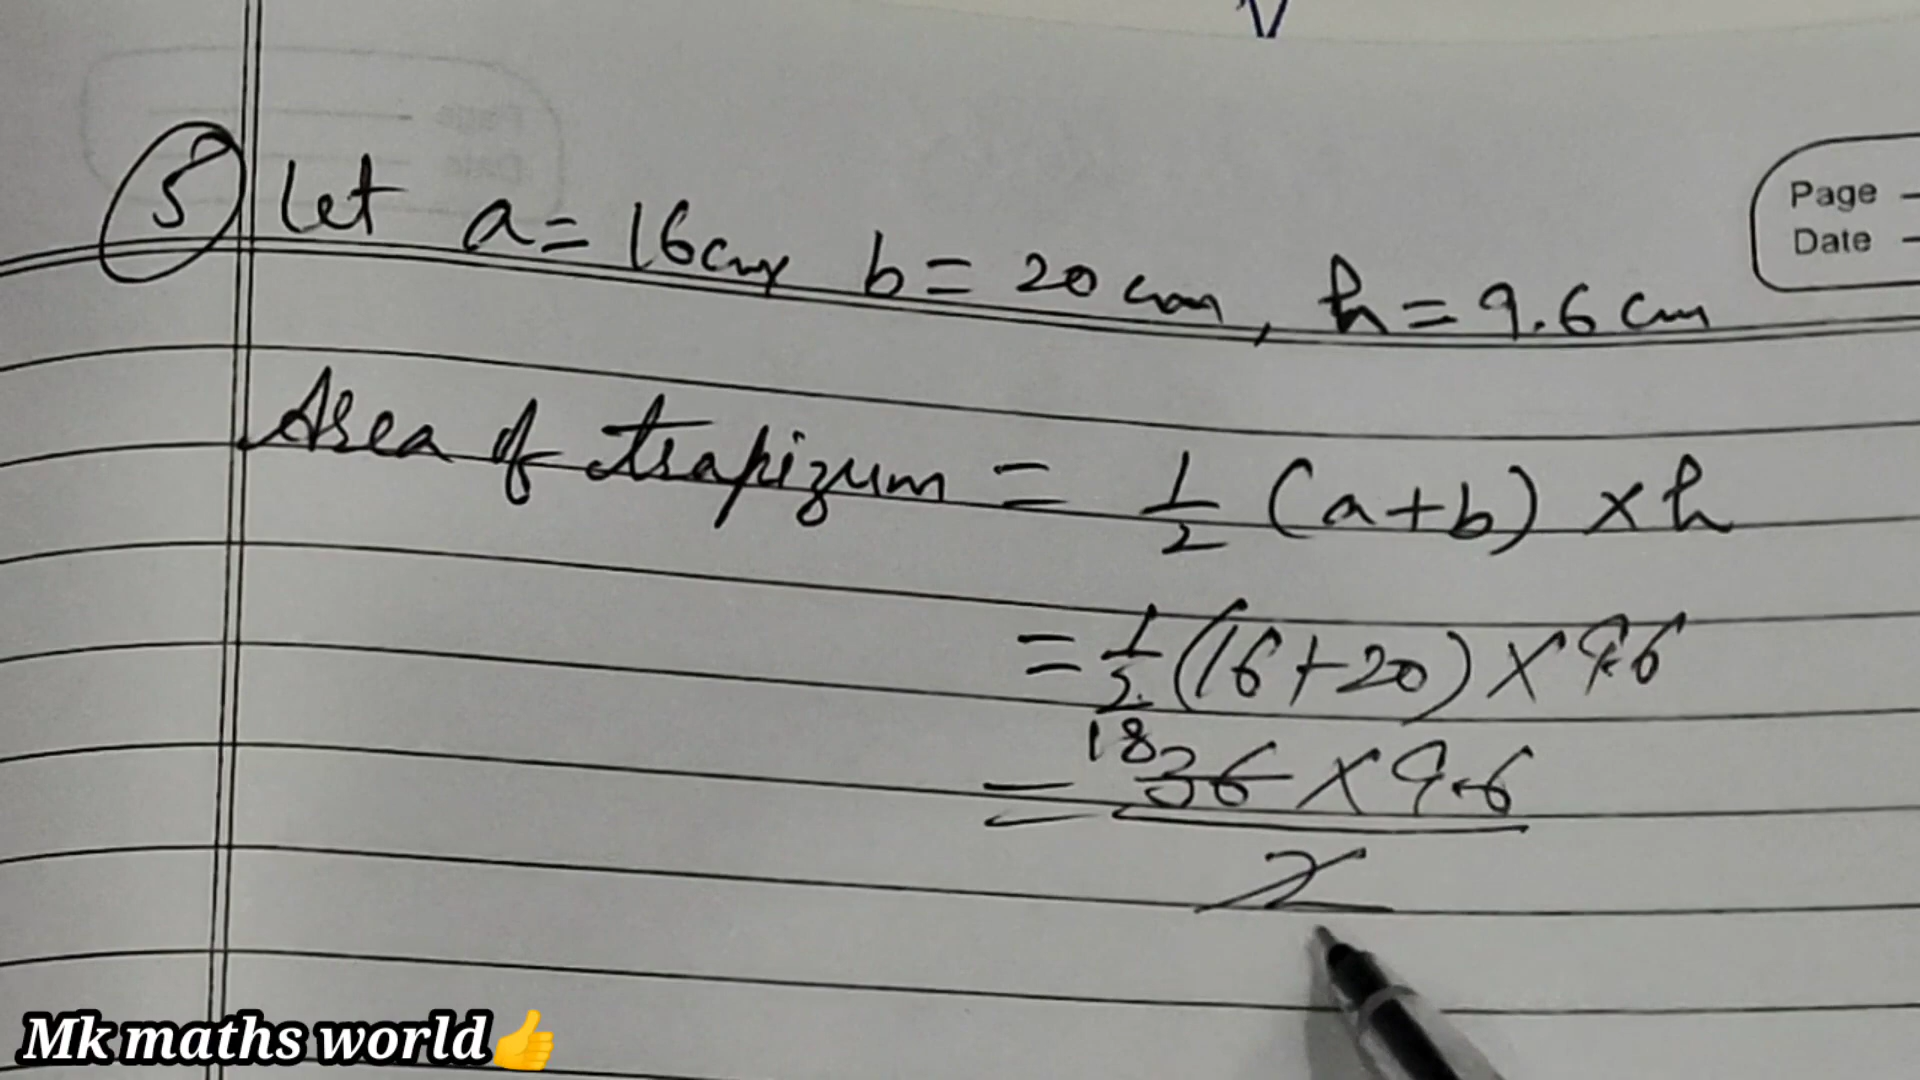 Page
Date
5 Let a = 16cm, b = 20 cm, h = 9.6 cm
Area of trapizum = 1/2 (a+b) × h
= 1/2 (16+20) × 9.6
= 18 36 × 9.6
2
Mk maths world👍